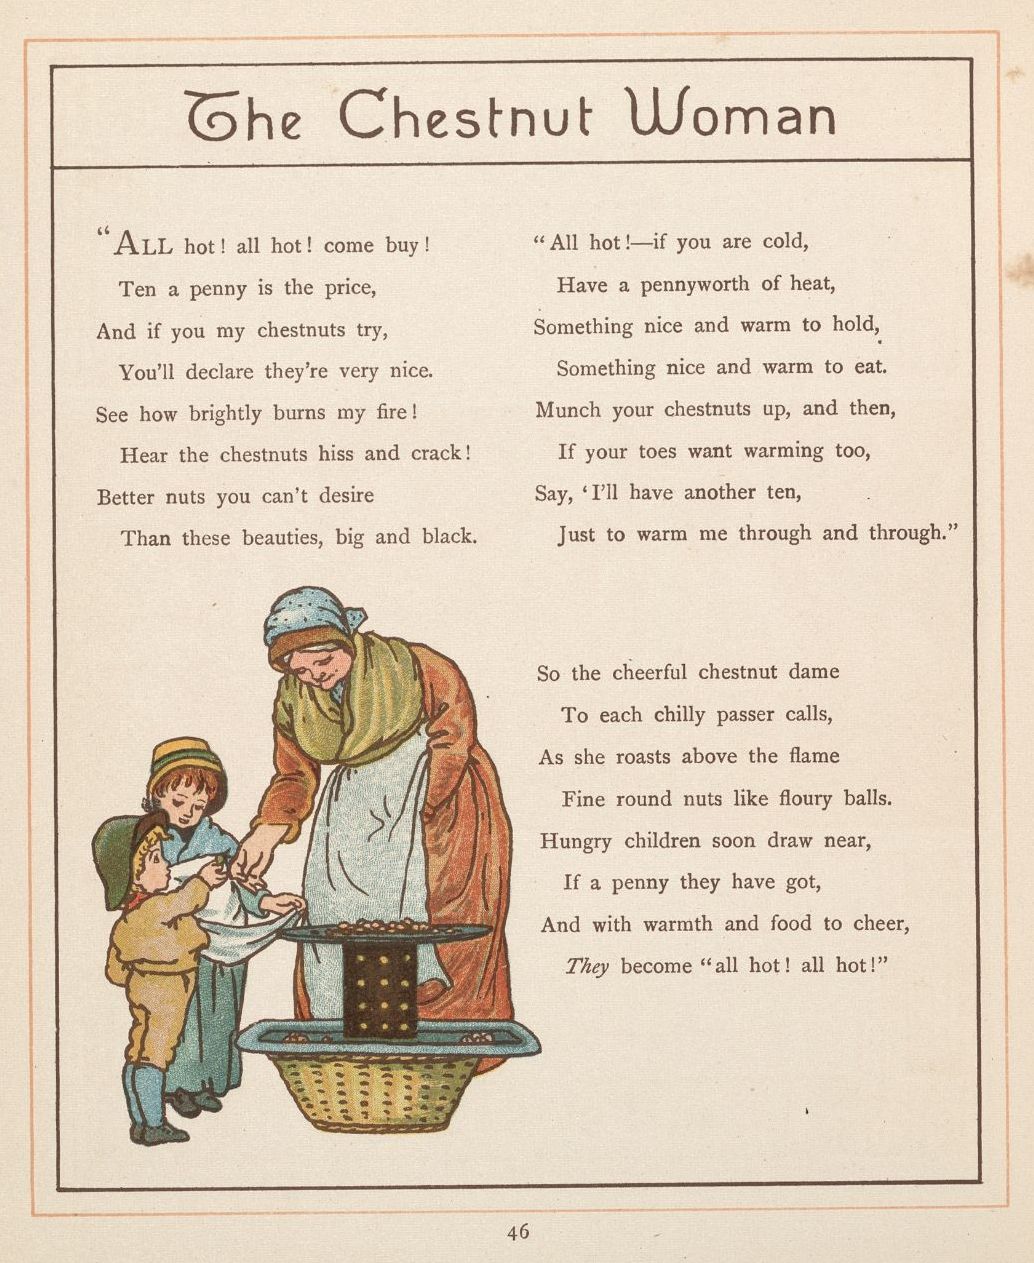 The Chestnut Woman
"ALL hot! all hot! come buy!
Ten a penny is the price,
And if you my chestnuts try,
You'll declare they're very nice.
See how brightly burns my fire!
Hear the chestnuts hiss and crack!
Better nuts you can't desire
Than these beauties, big and black.
"All hot!—if you are cold,
Have a pennyworth of heat,
Something nice and warm to hold,
Something nice and warm to eat.
Munch your chestnuts up, and then,
If your toes want warming too,
Say, 'I'll have another ten,
Just to warm me through and through."
So the cheerful chestnut dame
To each chilly passer calls,
As she roasts above the flame
Fine round nuts like floury balls.
Hungry children soon draw near,
If a penny they have got,
And with warmth and food to cheer,
They become "all hot! all hot!"
46